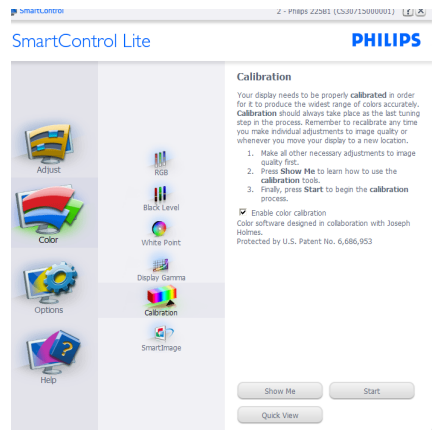 SmartControl
2 - Philips 225B1 (CS30715000001)
SmartControl Lite
PHILIPS
Adjust
Color
Options
Help
RGB
Black Level
White Point
Display Gamma
Calibration
SmartImage
Calibration
Your display needs to be properly calibrated in order
for it to produce the widest range of colors accurately.
Calibration should always take place as the last tuning
step in the process. Remember to recalibrate any time
you make individual adjustments to image quality or
whenever you move your display to a new location.
1. Make all other necessary adjustments to image
quality first.
2. Press Show Me to learn how to use the
calibration tools.
3. Finally, press Start to begin the calibration
process.
Enable color calibration
Color software designed in collaboration with Joseph
Holmes.
Protected by U.S. Patent No. 6,686,953
Show Me
Start
Quick View